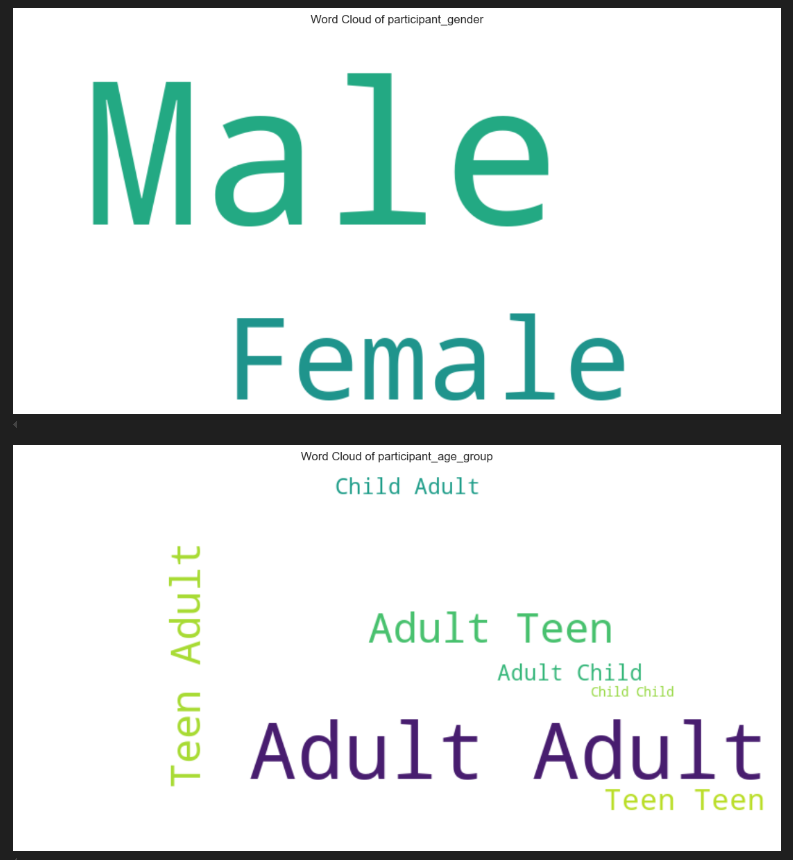 Word Cloud of participant_gender
Male
Female
Word Cloud of participant_age_group
Child Adult
Teen Adult
Adult Teen
Adult Child
Child Child
Adult Adult
Teen Teen